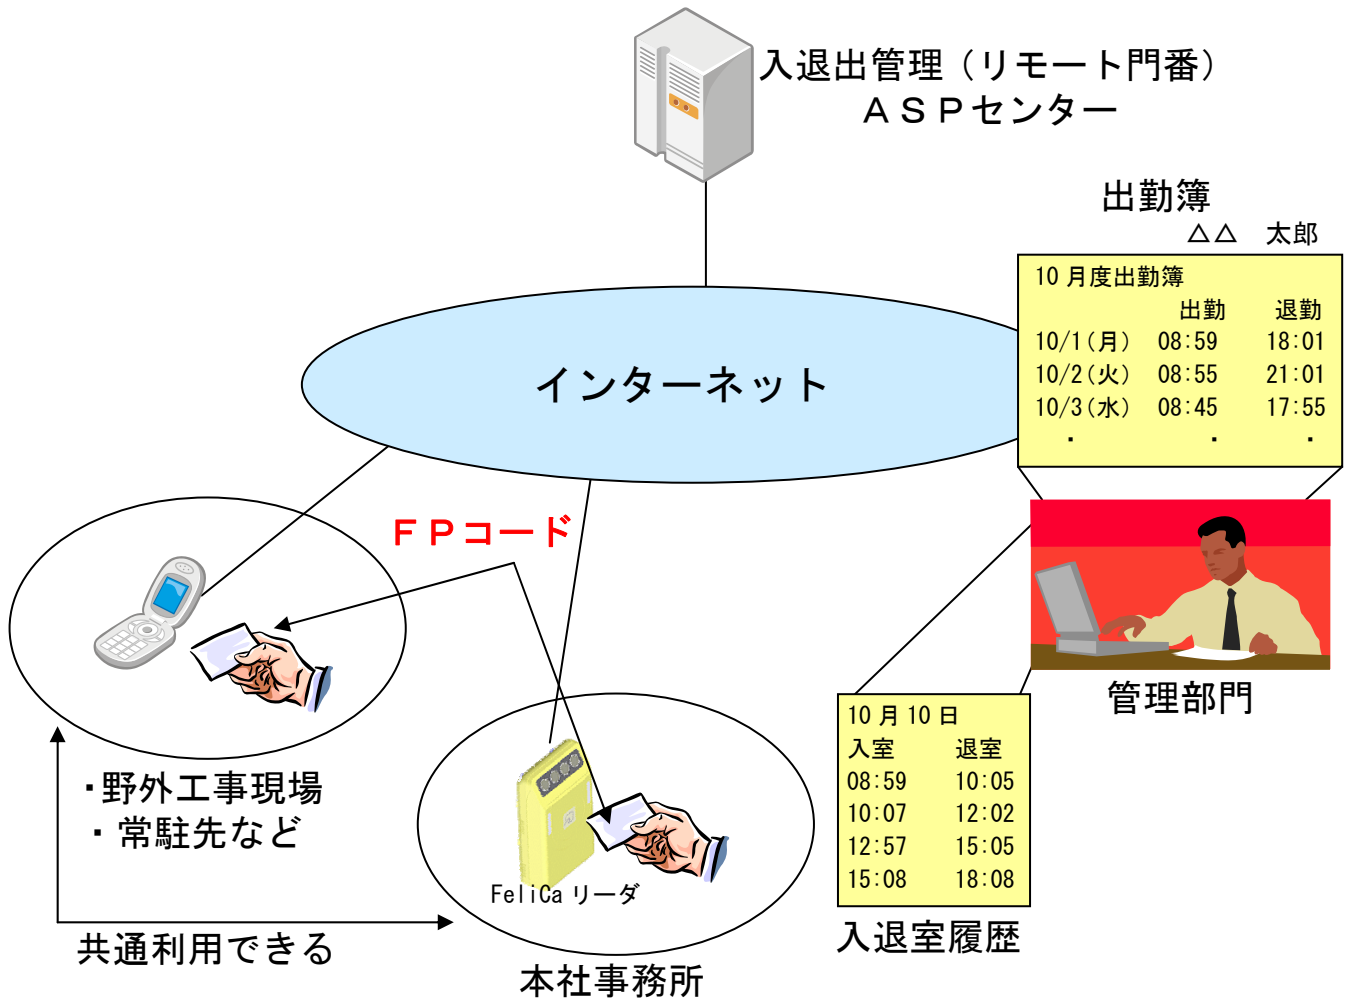 入退出管理（リモート門番）
ＡＳＰセンター
出勤簿
△△　太郎
10 月度出勤簿
出勤　退勤
10/1(月)　08:59　18:01
10/2(火)　08:55　21:01
10/3(水)　08:45　17:55
・　・　・
インターネット
ＦＰコード
管理部門
10 月 10 日
入室　退室
08:59　10:05
10:07　12:02
12:57　15:05
15:08　18:08
入退室履歴
・野外工事現場
・常駐先など
FeliCa リーダ
共通利用できる
本社事務所